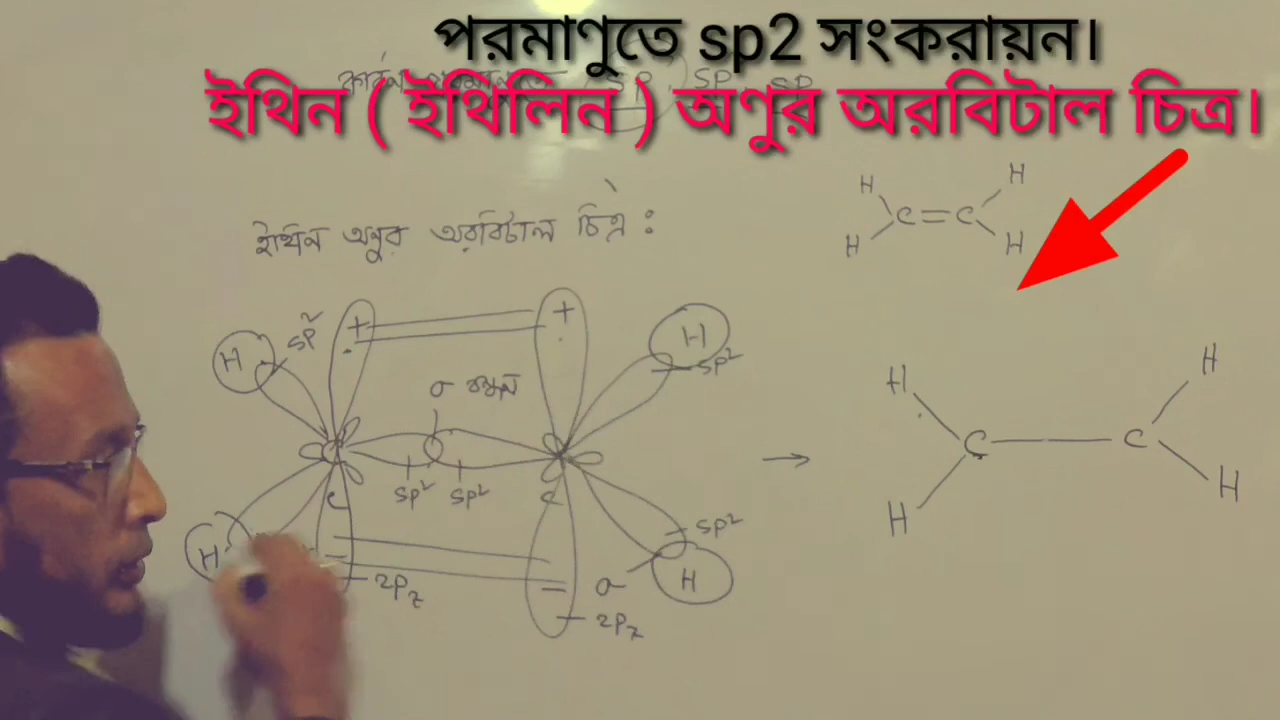 পরমাণুতে sp2 সংকরায়ন।
ইথিন ( ইথিলিন ) অণুর অরবিটাল চিত্র।
ইথিন অণুর অরবিটাল চিত্র :
H H
C = C
H H
H sp² + + H sp²
σ বন্ধন
sp² sp²
C C
sp²
H − − σ H
2pz 2pz
→
H H
C C
H H